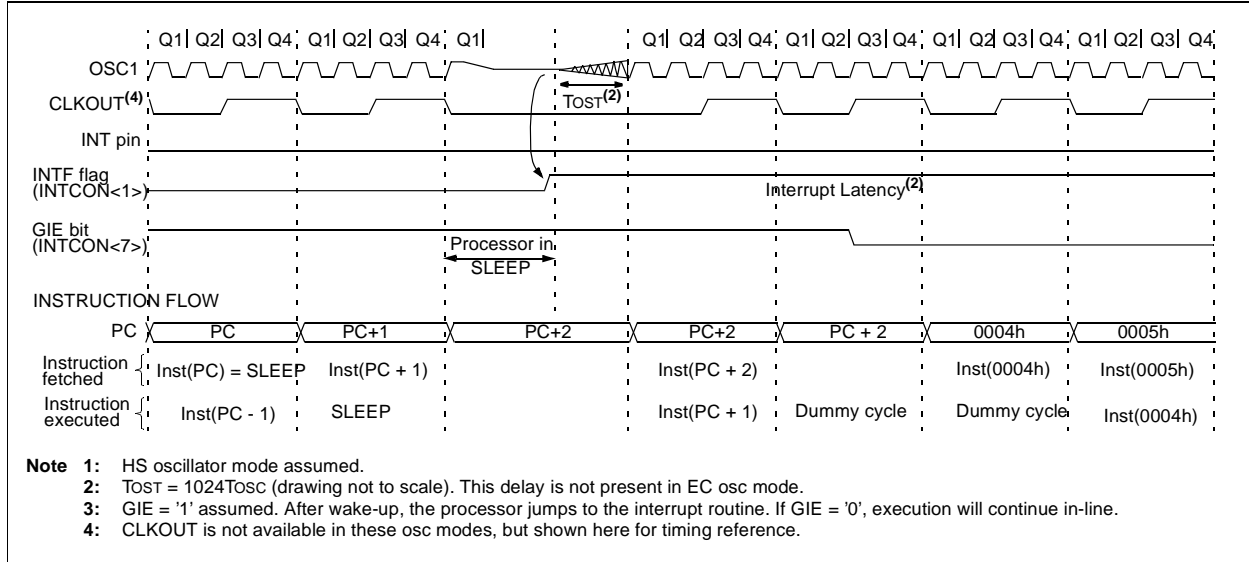 Q1 Q2 Q3 Q4 Q1 Q2 Q3 Q4 Q1 Q1 Q2 Q3 Q4 Q1 Q2 Q3 Q4 Q1 Q2 Q3 Q4 Q1 Q2 Q3 Q4
OSC1
CLKOUT(4)
TOST(2)
INT pin
INTF flag
(INTCON<1>)
Interrupt Latency(2)
GIE bit
(INTCON<7>)
Processor in
SLEEP
INSTRUCTION FLOW
PC PC PC+1 PC+2 PC+2 PC + 2 0004h 0005h
Instruction
fetched
Inst(PC) = SLEEP Inst(PC + 1) Inst(PC + 2) Inst(0004h) Inst(0005h)
Instruction
executed
Inst(PC - 1) SLEEP Inst(PC + 1) Dummy cycle Dummy cycle Inst(0004h)
Note 1: HS oscillator mode assumed.
2: TOST = 1024TOSC (drawing not to scale). This delay is not present in EC osc mode.
3: GIE = '1' assumed. After wake-up, the processor jumps to the interrupt routine. If GIE = '0', execution will continue in-line.
4: CLKOUT is not available in these osc modes, but shown here for timing reference.